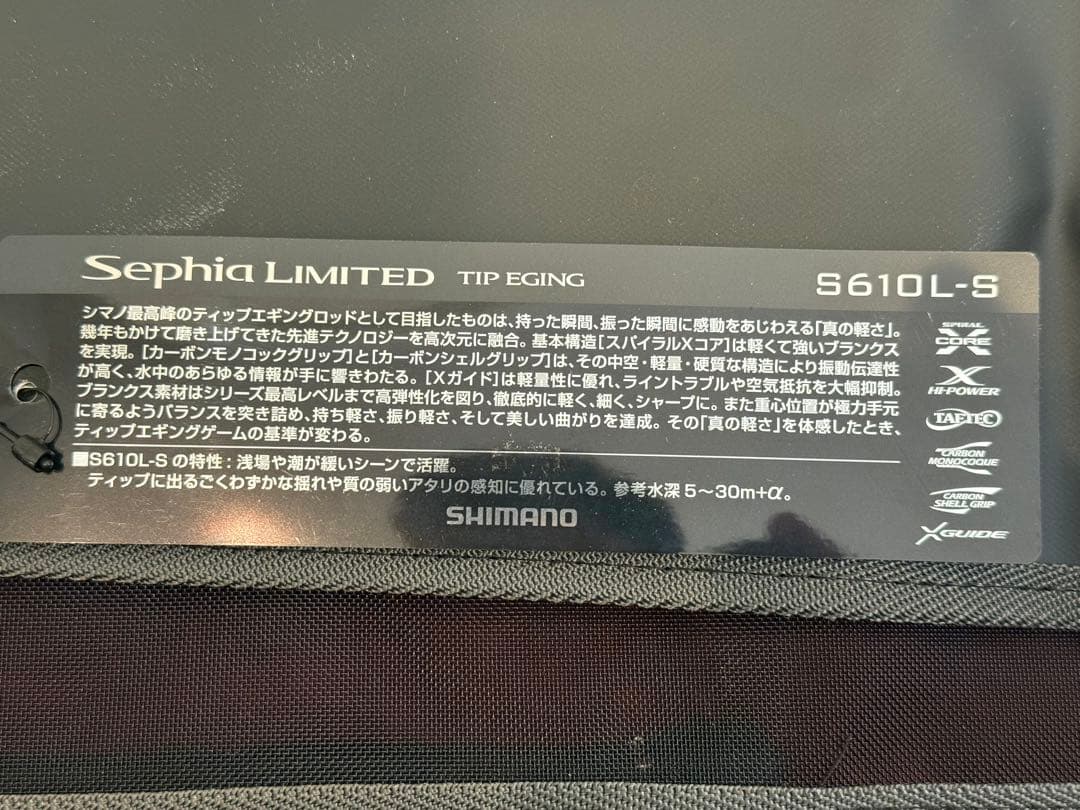 Sephia LIMITED TIP EGING S610L-S
シマノ最高峰のティップエギングロッドとして目指したものは、持った瞬間、振った瞬間に感動をあじわえる「真の軽さ」。
幾年もかけて磨き上げてきた先進テクノロジーを高次元に融合。基本構造[スパイラルXコア]は軽くて強いブランクス
を実現。[カーボンモノコックグリップ]と[カーボンシェルグリップ]は、その中空・軽量・硬質な構造により振動伝達性
が高く、水中のあらゆる情報が手に響きわたる。[Xガイド]は軽量性に優れ、ライントラブルや空気抵抗を大幅抑制。
ブランクス素材はシリーズ最高レベルまで高弾性化を図り、徹底的に軽く、細く、シャープに。また重心位置が極力手元
に寄るようバランスを突き詰め、持ち軽さ、振り軽さ、そして美しい曲がりを達成。その「真の軽さ」を体感したとき、
ティップエギングゲームの基準が変わる。
■S610L-Sの特性:浅場や潮が緩いシーンで活躍。
ティップに出るごくわずかな揺れや質の弱いアタリの感知に優れている。参考水深5〜30m+α。
SHIMANO
SPIRAL
X
CORE
X
HI-POWER
TAFTEC
CARBON
MONOCOQUE
CARBON
SHELL GRIP
XGUIDE